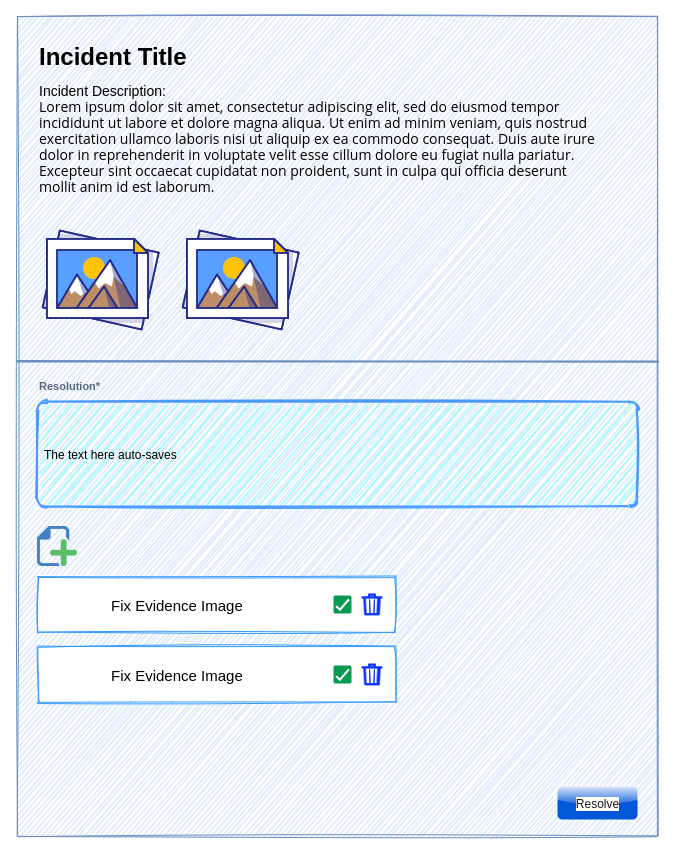 Incident Title
Incident Description:
Lorem ipsum dolor sit amet, consectetur adipiscing elit, sed do eiusmod tempor
incididunt ut labore et dolore magna aliqua. Ut enim ad minim veniam, quis nostrud
exercitation ullamco laboris nisi ut aliquip ex ea commodo consequat. Duis aute irure
dolor in reprehenderit in voluptate velit esse cillum dolore eu fugiat nulla pariatur.
Excepteur sint occaecat cupidatat non proident, sunt in culpa qui officia deserunt
mollit anim id est laborum.
Resolution*
The text here auto-saves
Fix Evidence Image
Fix Evidence Image
Resolve